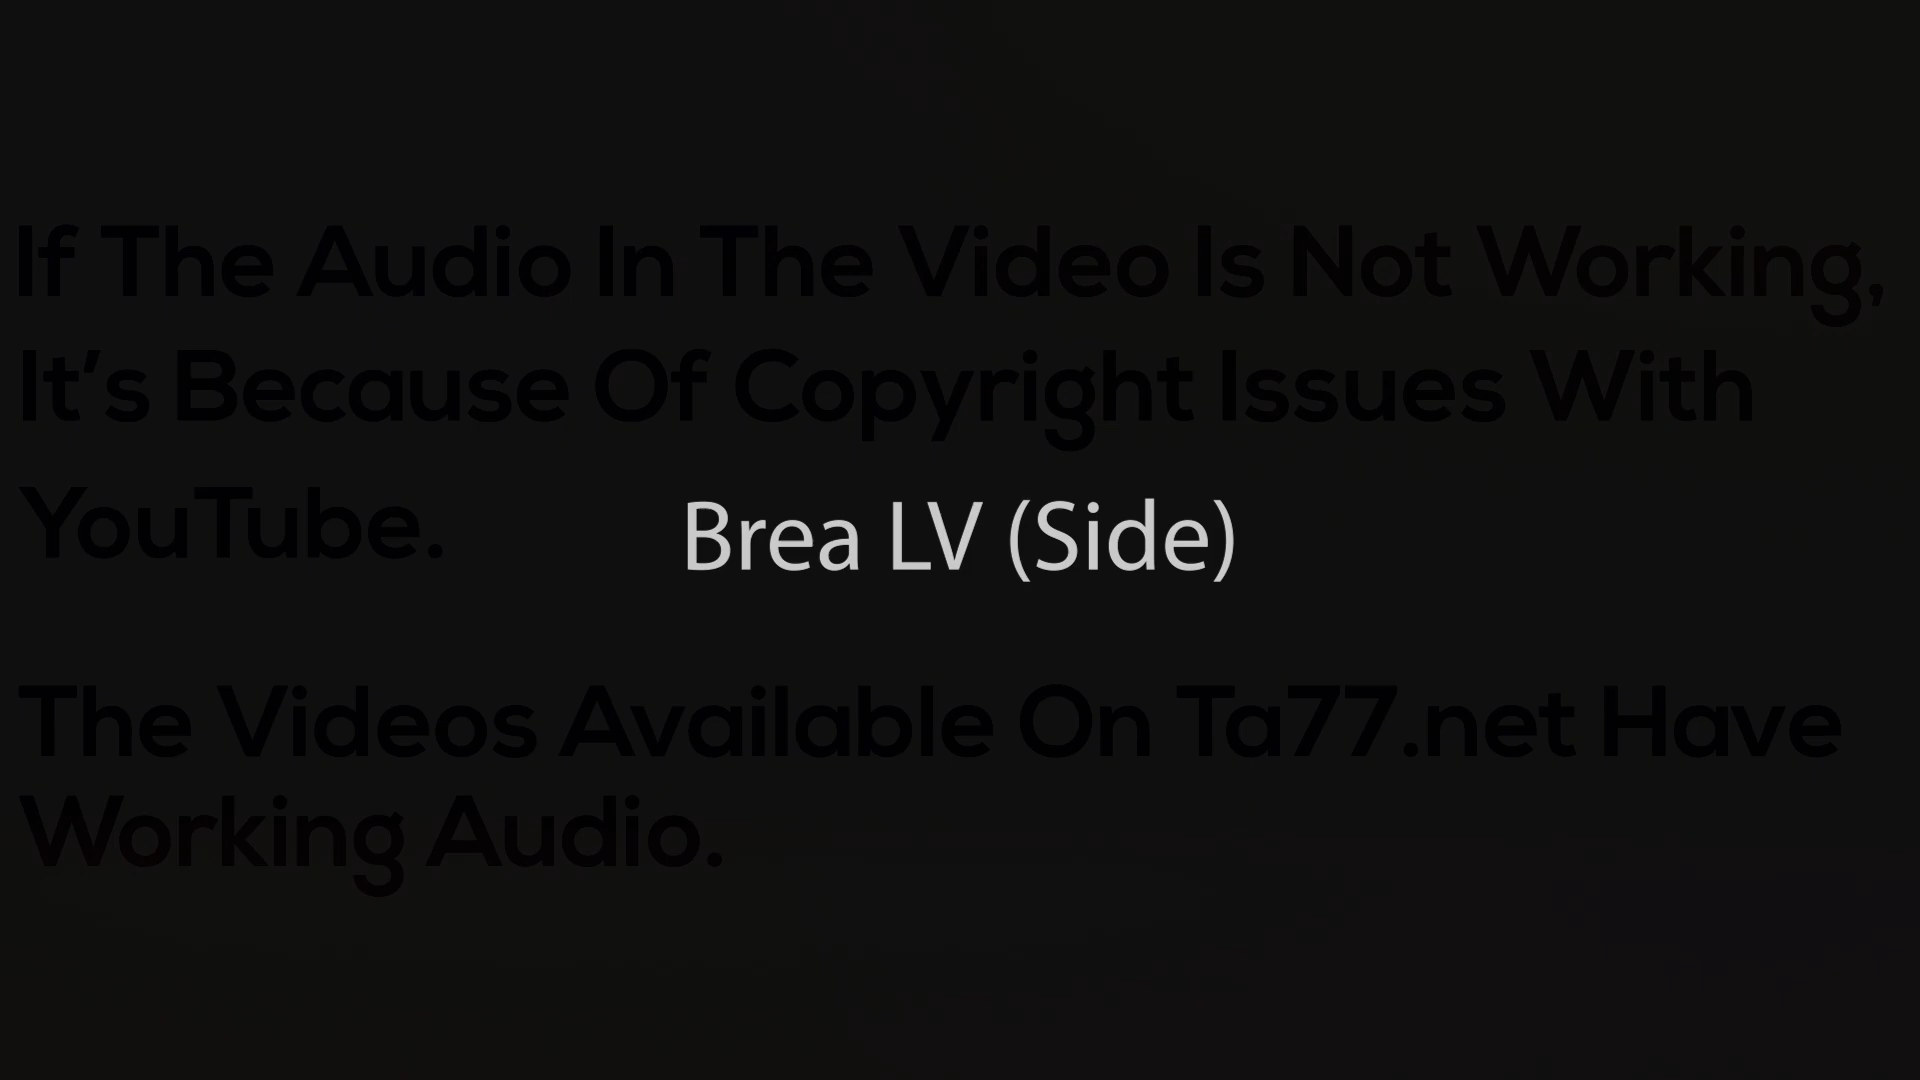 If The Audio In The Video Is Not Working,
It's Because Of Copyright Issues With
YouTube.
Brea LV (Side)
The Videos Available On Ta77.net Have
Working Audio.